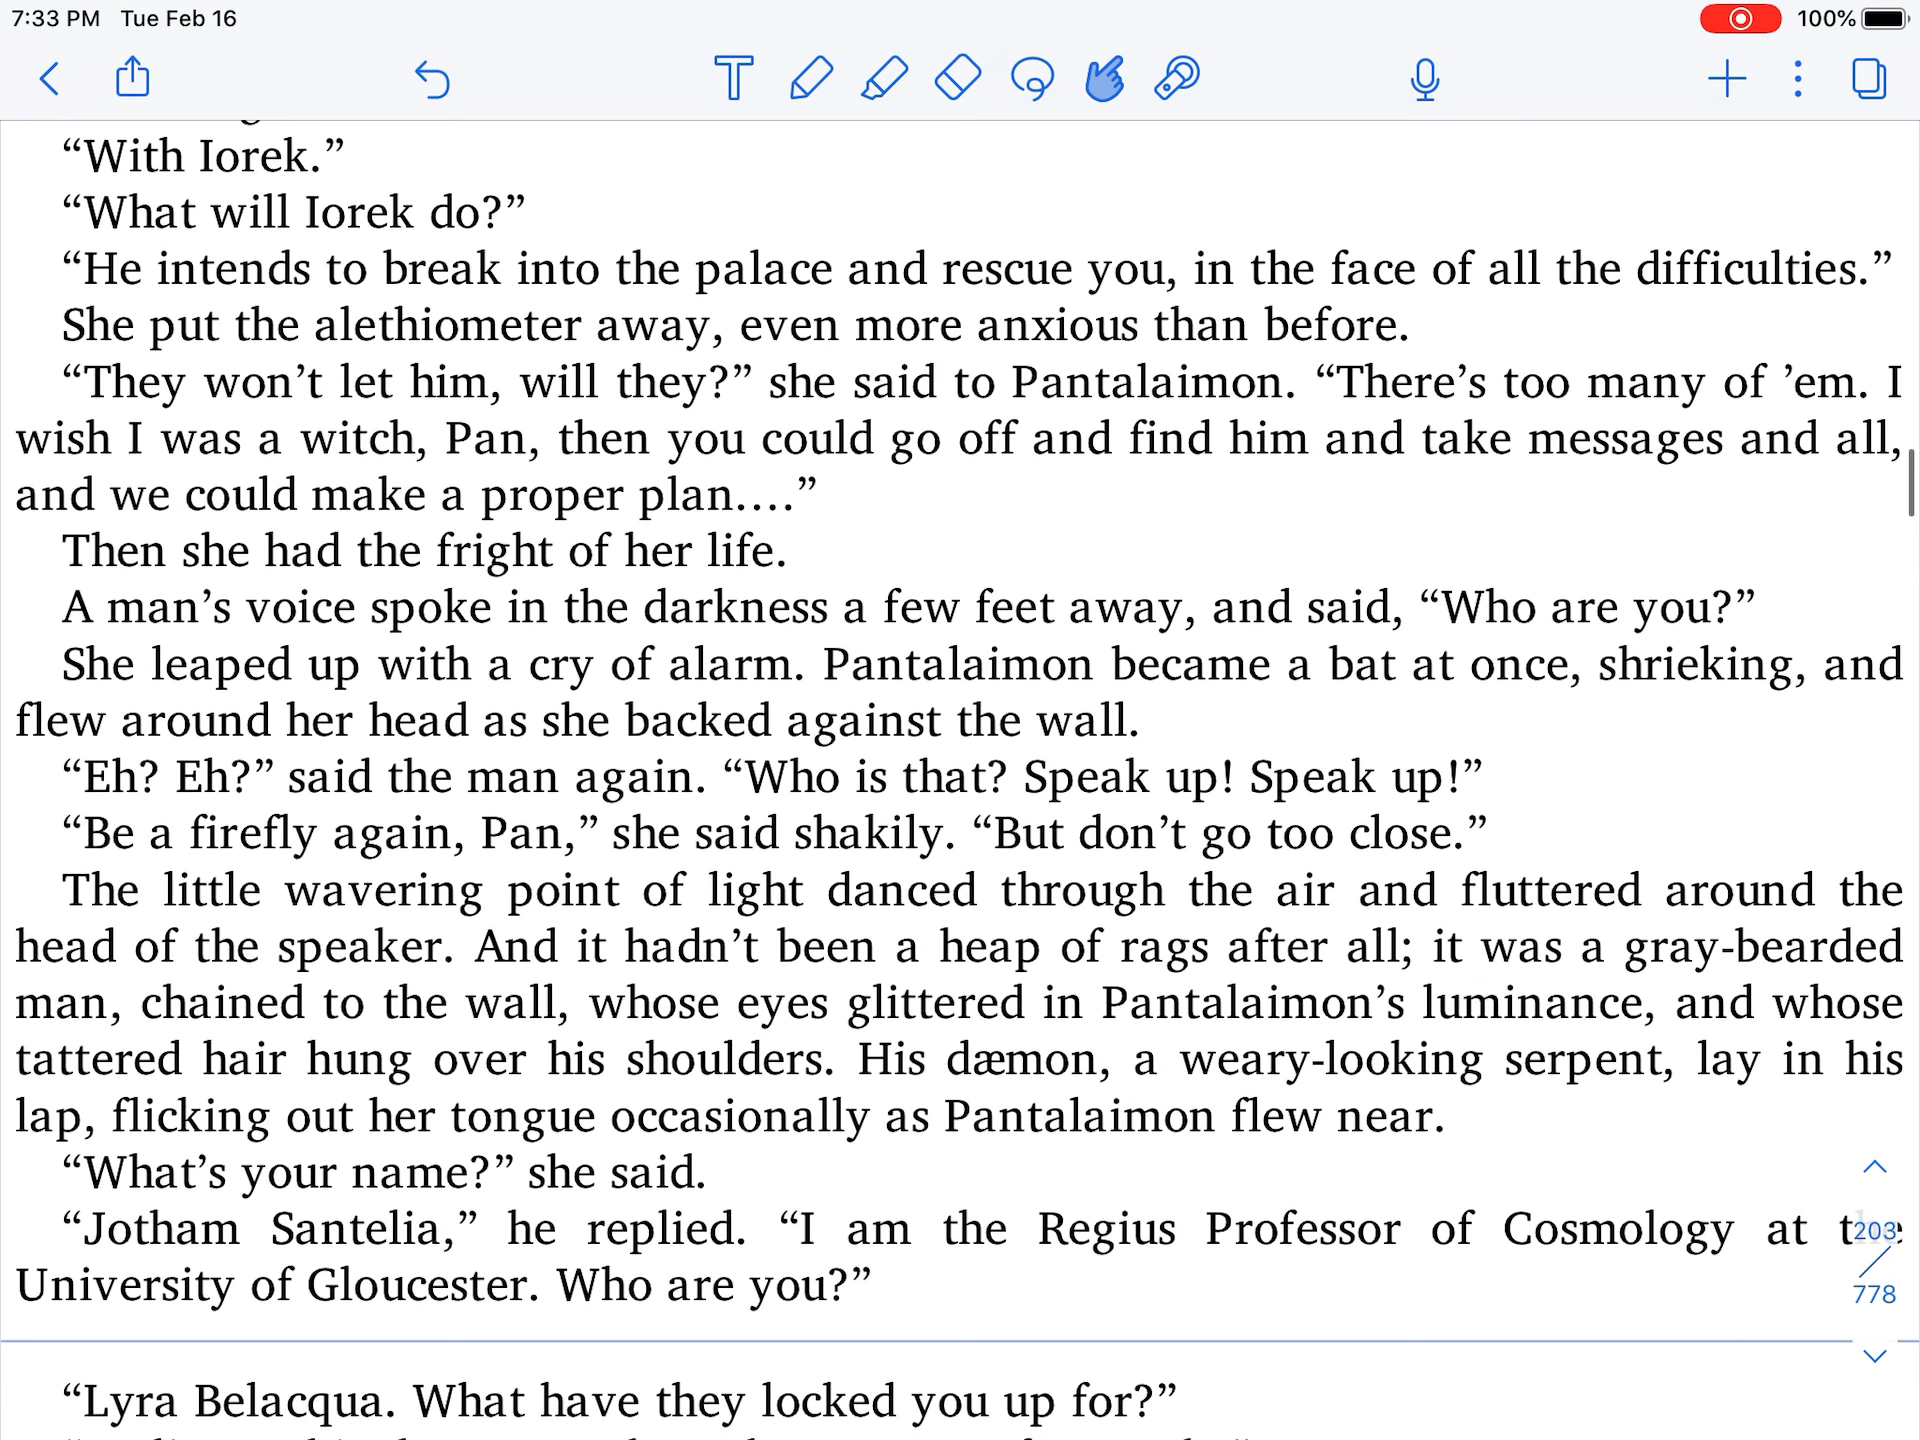 7:33 PM Tue Feb 16
100%
“With Iorek.”
“What will Iorek do?”
“He intends to break into the palace and rescue you, in the face of all the difficulties.”
She put the alethiometer away, even more anxious than before.
“They won’t let him, will they?” she said to Pantalaimon. “There’s too many of ’em. I
wish I was a witch, Pan, then you could go off and find him and take messages and all,
and we could make a proper plan....”
Then she had the fright of her life.
A man’s voice spoke in the darkness a few feet away, and said, “Who are you?”
She leaped up with a cry of alarm. Pantalaimon became a bat at once, shrieking, and
flew around her head as she backed against the wall.
“Eh? Eh?” said the man again. “Who is that? Speak up! Speak up!”
“Be a firefly again, Pan,” she said shakily. “But don’t go too close.”
The little wavering point of light danced through the air and fluttered around the
head of the speaker. And it hadn’t been a heap of rags after all; it was a gray-bearded
man, chained to the wall, whose eyes glittered in Pantalaimon’s luminance, and whose
tattered hair hung over his shoulders. His dæmon, a weary-looking serpent, lay in his
lap, flicking out her tongue occasionally as Pantalaimon flew near.
“What’s your name?” she said.
“Jotham Santelia,” he replied. “I am the Regius Professor of Cosmology at the
University of Gloucester. Who are you?”
203
778
“Lyra Belacqua. What have they locked you up for?”